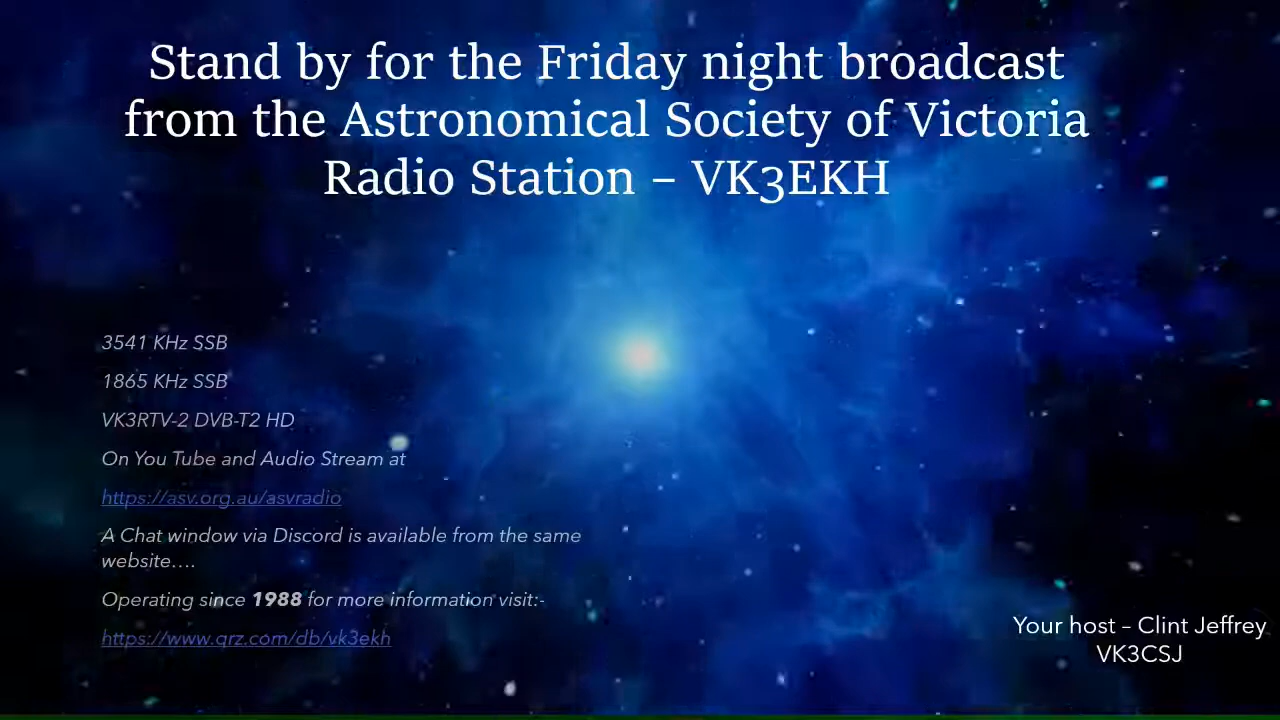 Stand by for the Friday night broadcast
from the Astronomical Society of Victoria
Radio Station – VK3EKH
3541 KHz SSB
1865 KHz SSB
VK3RTV-2 DVB-T2 HD
On You Tube and Audio Stream at
https://asv.org.au/asvradio
A Chat window via Discord is available from the same
website….
Operating since 1988 for more information visit:-
https://www.qrz.com/db/vk3ekh
Your host – Clint Jeffrey
VK3CSJ